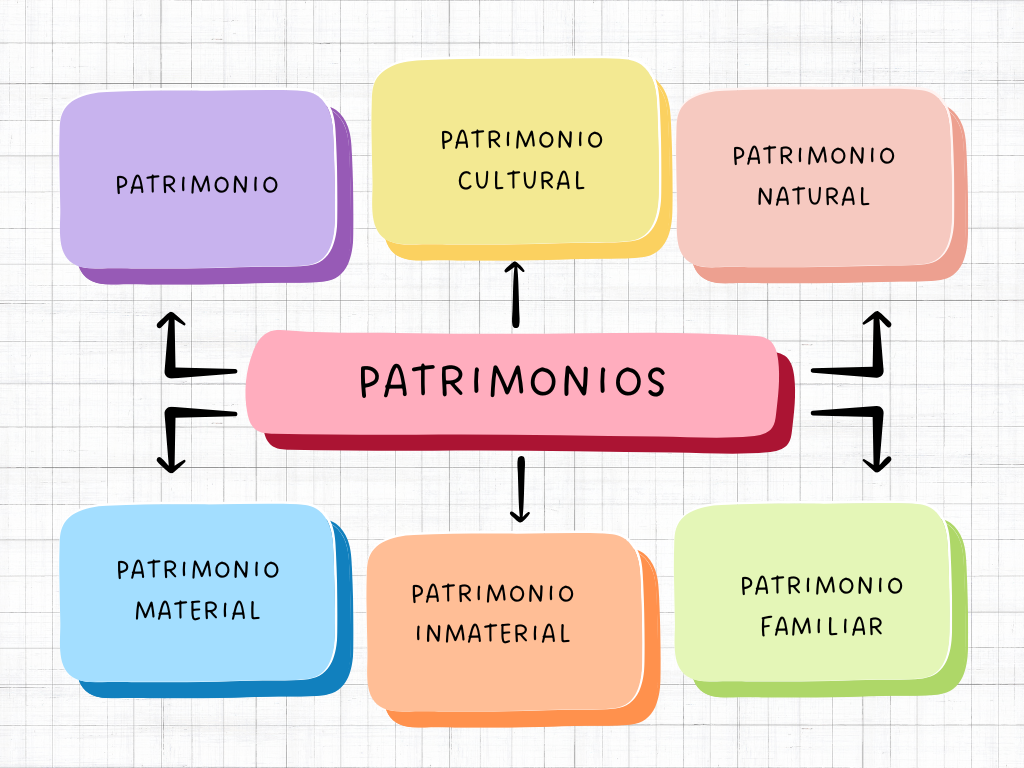 PATRIMONIO
PATRIMONIO
CULTURAL
PATRIMONIO
NATURAL
PATRIMONIOS
PATRIMONIO
MATERIAL
PATRIMONIO
INMATERIAL
PATRIMONIO
FAMILIAR